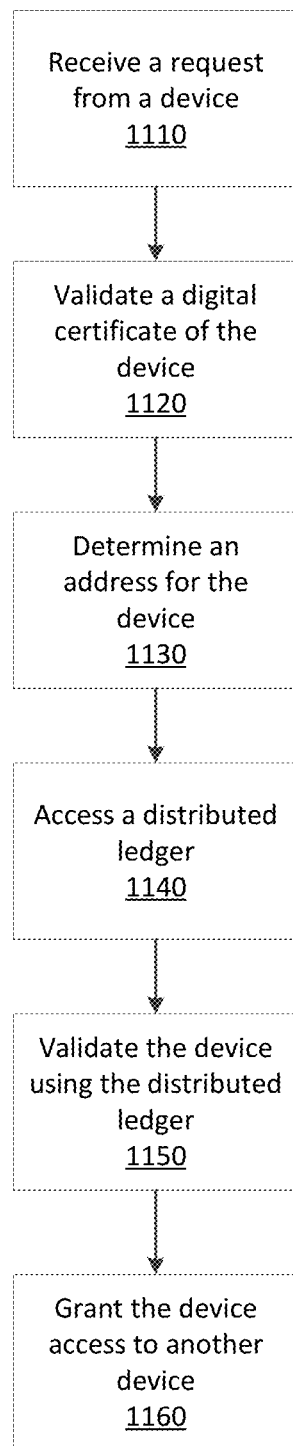 Receive a request
from a device
1110
Validate a digital
certificate of the
device
1120
Determine an
address for the
device
1130
Access a distributed
ledger
1140
Validate the device
using the distributed
ledger
1150
Grant the device
access to another
device
1160